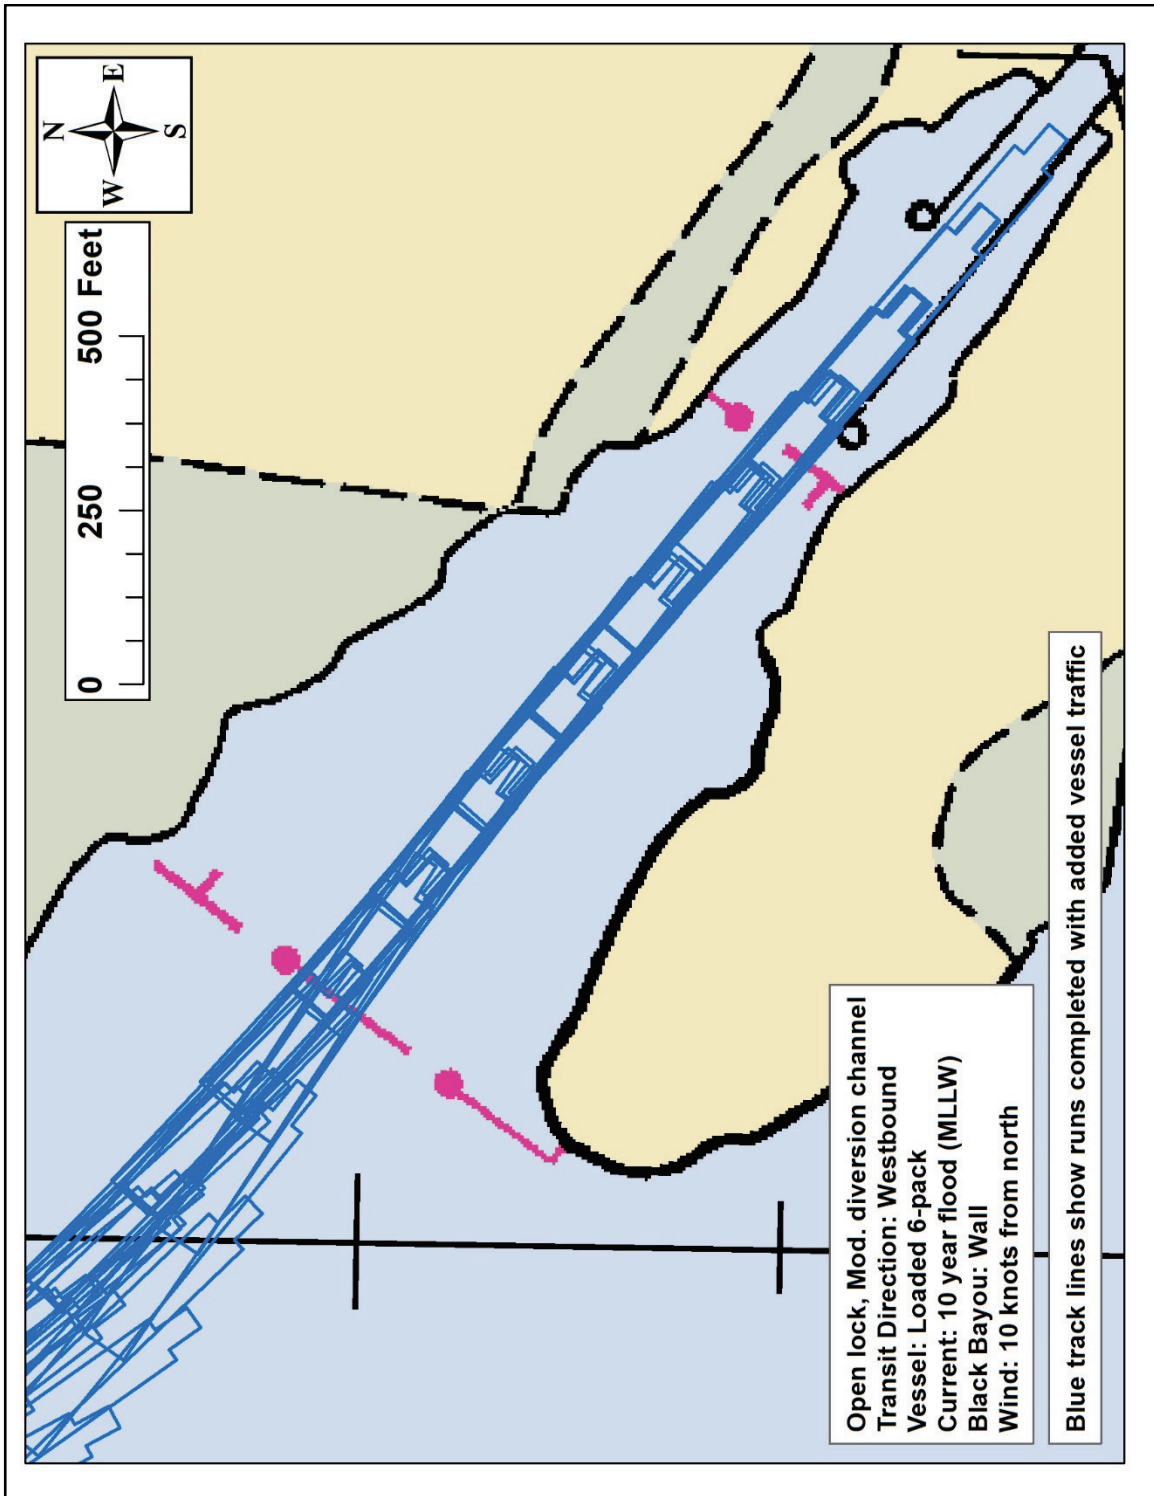 N
W E
S
0 250 500 Feet
Open lock, Mod. diversion channel
Transit Direction: Westbound
Vessel: Loaded 6-pack
Current: 10 year flood (MLLW)
Black Bayou: Wall
Wind: 10 knots from north
Blue track lines show runs completed with added vessel traffic